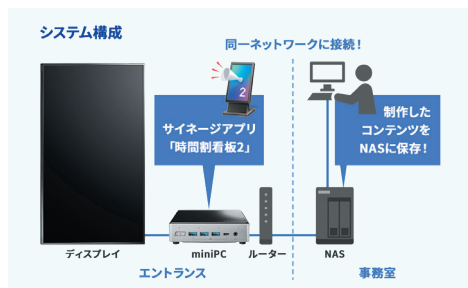 システム構成
同一ネットワークに接続！
2
サイネージアプリ
「時間割看板2」
制作した
コンテンツを
NASに保存！
ディスプレイ
miniPC
ルーター
NAS
エントランス
事務室